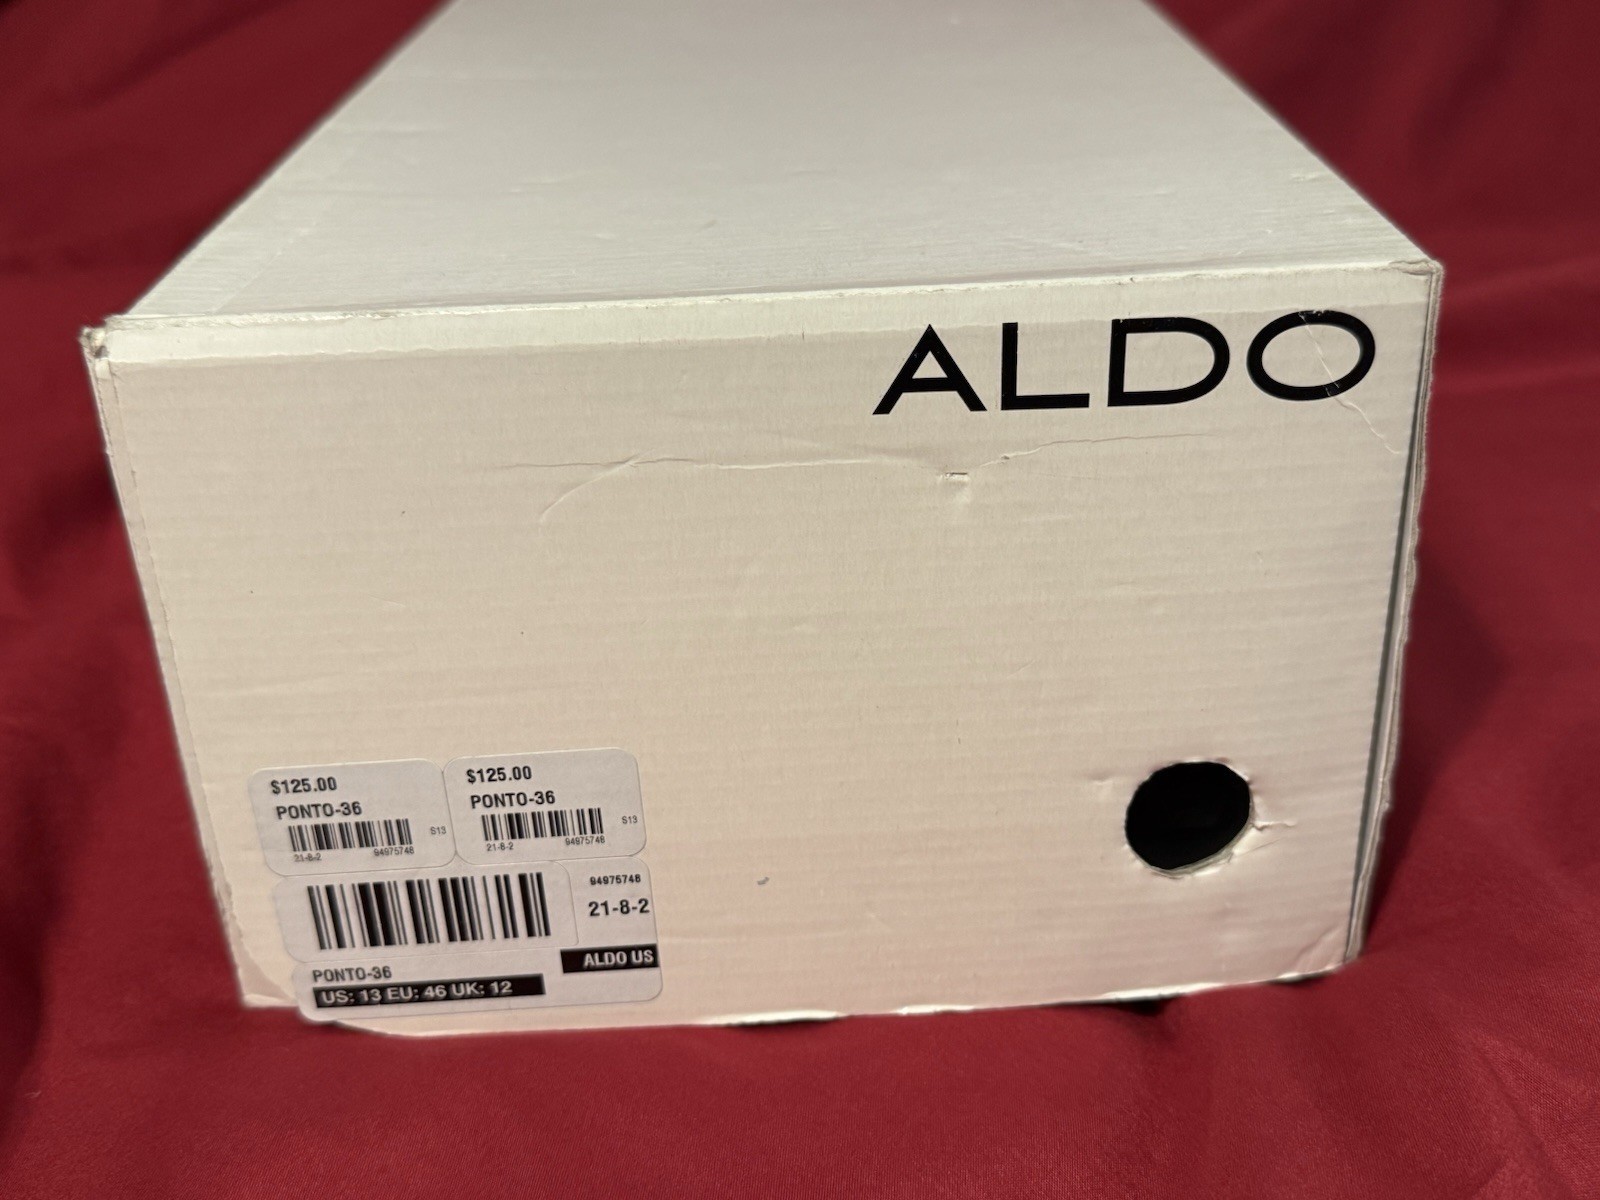 ALDO
$125.00
PONTO-36
S13
21-8-2 94975748
$125.00
PONTO-36
S13
21-8-2 94975748
94975748
21-8-2
ALDO US
PONTO-36
US: 13 EU: 46 UK: 12